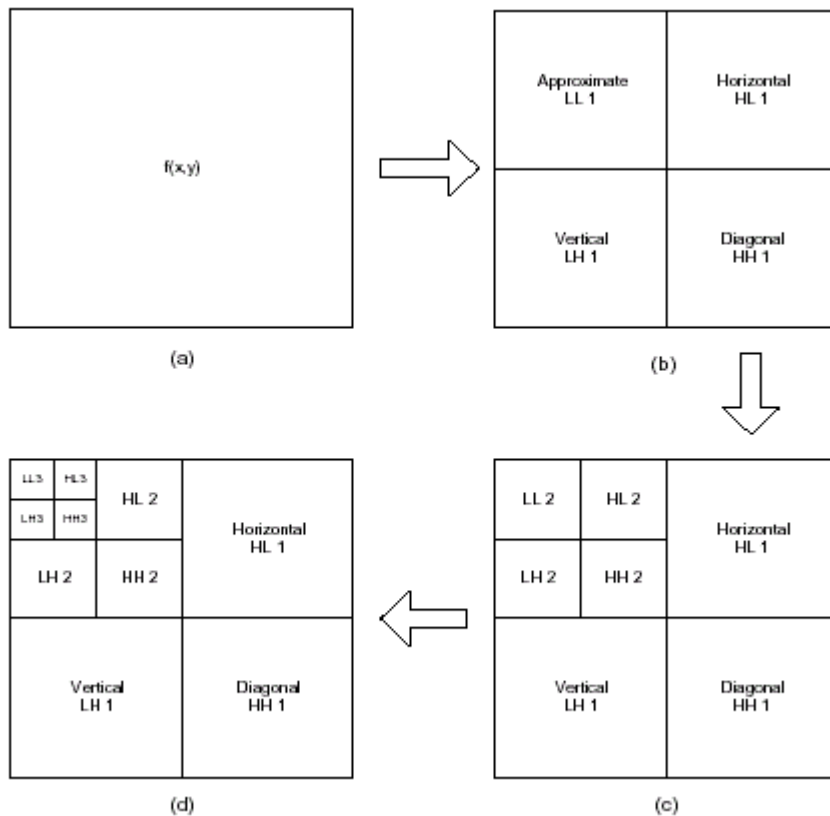 f(x,y)
(a)
Approximate
LL 1
Horizontal
HL 1
Vertical
LH 1
Diagonal
HH 1
(b)
LL3
HL3
LH3
HH3
HL 2
LH 2
HH 2
Horizontal
HL 1
Vertical
LH 1
Diagonal
HH 1
(d)
LL 2
HL 2
LH 2
HH 2
Horizontal
HL 1
Vertical
LH 1
Diagonal
HH 1
(c)